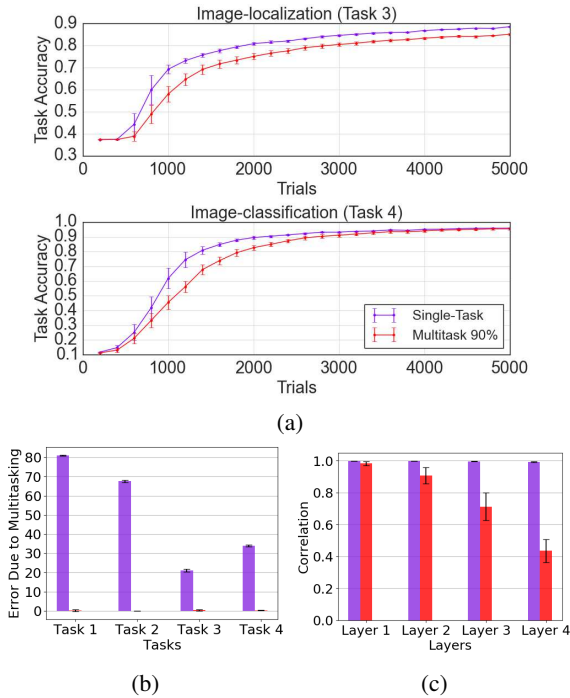 Image-localization (Task 3)
0.9
0.8
0.7
0.6
0.5
0.4
0.3
Task Accuracy
0 1000 2000 3000 4000 5000
Trials
Image-classification (Task 4)
1.0
0.9
0.8
0.7
0.6
0.5
0.4
0.3
0.2
0.1
Task Accuracy
Single-Task
Multitask 90%
0 1000 2000 3000 4000 5000
Trials
(a)
80
70
60
50
40
30
20
10
0
Error Due to Multitasking
Task 1 Task 2 Task 3 Task 4
Tasks
(b)
1.0
0.8
0.6
0.4
0.2
0.0
Correlation
Layer 1 Layer 2 Layer 3 Layer 4
Layers
(c)